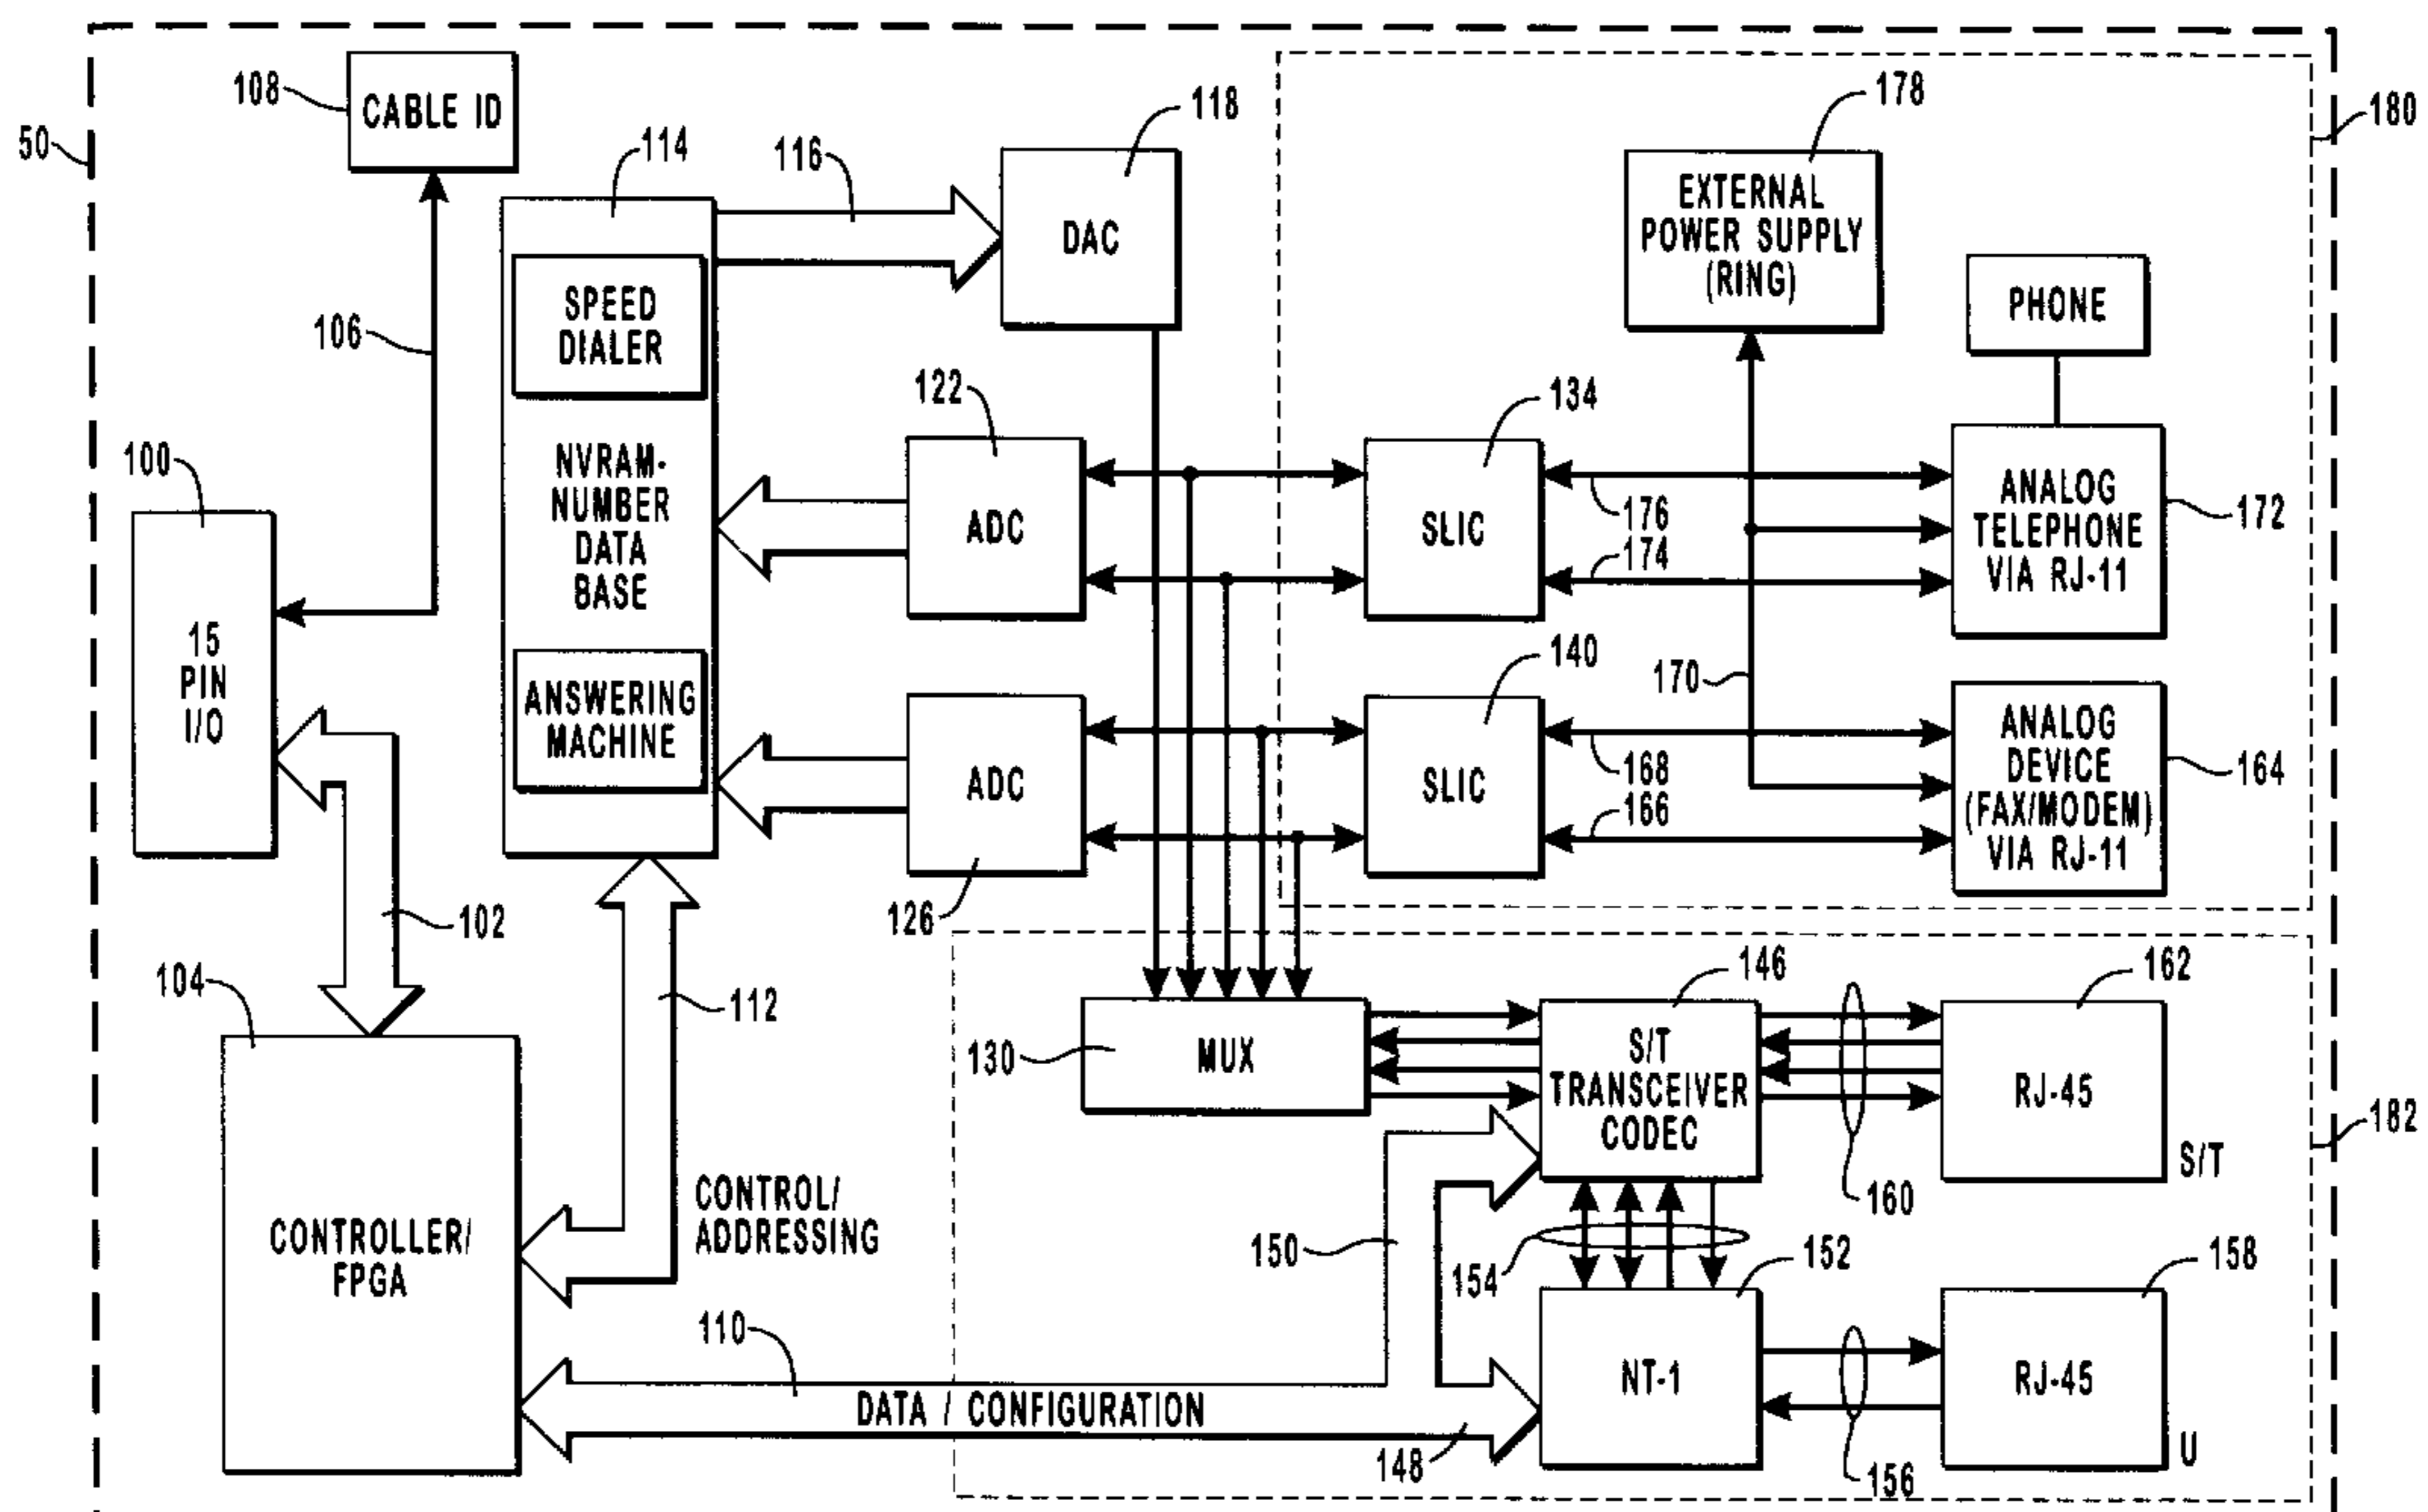 108
CABLE ID
50
114
116
118
178
180
EXTERNAL
POWER SUPPLY
(RING)
DAC
PHONE
SPEED
DIALER
106
122
134
100
NVRAM-
NUMBER
DATA
BASE
ADC
SLIC
176
174
ANALOG
TELEPHONE
VIA RJ-11
172
15
PIN
I/O
140
170
ANSWERING
MACHINE
ADC
SLIC
168
166
ANALOG
DEVICE
(FAX/MODEM)
VIA RJ-11
164
102
126
104
112
146
162
130
MUX
S/T
TRANSCEIVER
CODEC
RJ-45
S/T
182
160
CONTROL/
ADDRESSING
CONTROLLER/
FPGA
150
154
152
158
110
NT-1
RJ-45
DATA / CONFIGURATION
148
156
U